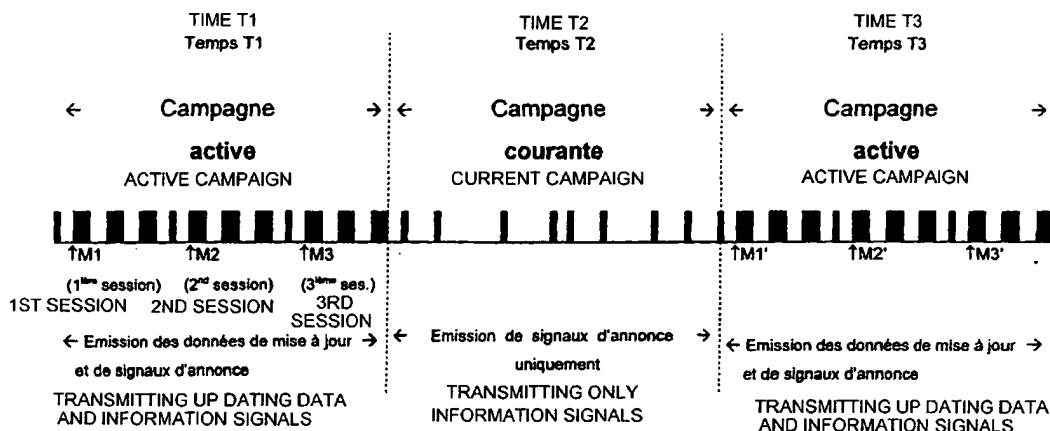 TIME T1
Temps T1
TIME T2
Temps T2
TIME T3
Temps T3
← Campagne →
active
ACTIVE CAMPAIGN
← Campagne →
courante
CURRENT CAMPAIGN
← Campagne →
active
ACTIVE CAMPAIGN
↑M1
↑M2
↑M3
↑M1'
↑M2'
↑M3'
(1ière session)
(2nd session)
(3ième ses.)
1ST SESSION
2ND SESSION
3RD
SESSION
← Emission des données de mise à jour →
et de signaux d'annonce
TRANSMITTING UP DATING DATA
AND INFORMATION SIGNALS
← Emission de signaux d'annonce →
uniquement
TRANSMITTING ONLY
INFORMATION SIGNALS
← Emission des données de mise à jour →
et de signaux d'annonce
TRANSMITTING UP DATING DATA
AND INFORMATION SIGNALS